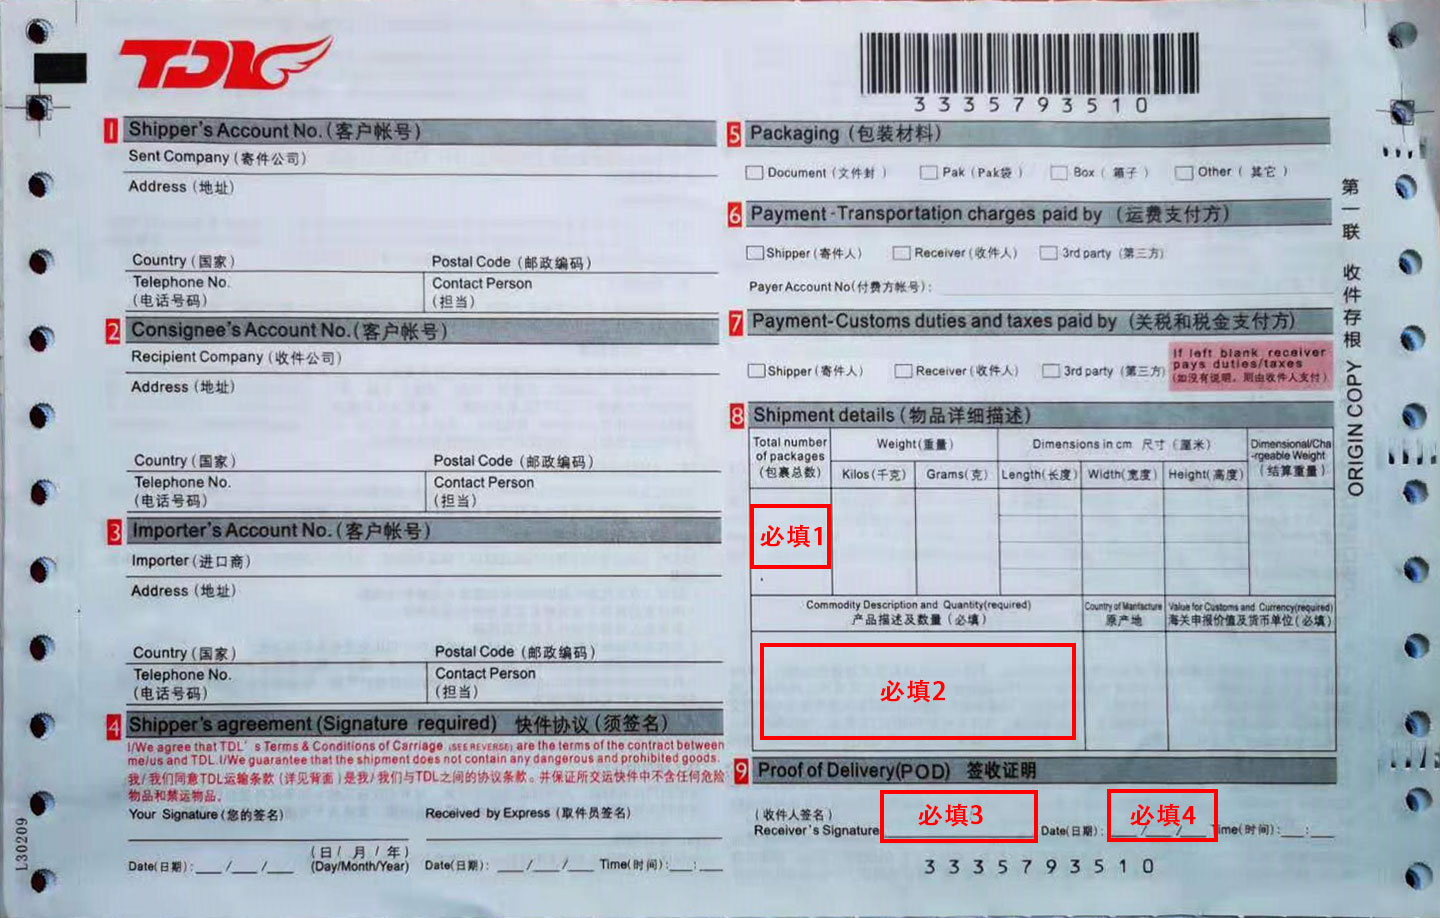 TDL
3335793510
1 Shipper's Account No.(客户帐号)
Sent Company(寄件公司)
Address(地址)
Country(国家) Postal Code(邮政编码)
Telephone No. Contact Person
(电话号码) (担当)
2 Consignee's Account No.(客户帐号)
Recipient Company(收件公司)
Address(地址)
Country(国家) Postal Code(邮政编码)
Telephone No. Contact Person
(电话号码) (担当)
3 Importer's Account No.(客户帐号)
Importer(进口商)
Address(地址)
Country(国家) Postal Code(邮政编码)
Telephone No. Contact Person
(电话号码) (担当)
4 Shipper's agreement(Signature required) 快件协议(须签名)
I/We agree that TDL's Terms & Conditions of Carriage (SEE REVERSE) are the terms of the contract between
me/us and TDL.I/We guarantee that the shipment does not contain any dangerous and prohibited goods.
我/我们同意TDL运输条款(详见背面)是我/我们与TDL之间的协议条款。并保证所交运快件中不含任何危险
物品和禁运物品。
Your Signature(您的签名) Received by Express(取件员签名)
(日/月/年)
Date(日期):___/___/___ (Day/Month/Year) Date(日期):___/___/___ Time(时间):___:___
L30209
5 Packaging(包装材料)
Document(文件封) Pak(Pak袋) Box(箱子) Other(其它)
6 Payment-Transportation charges paid by(运费支付方)
Shipper(寄件人) Receiver(收件人) 3rd party(第三方)
Payer Account No(付费方帐号):
7 Payment-Customs duties and taxes paid by(关税和税金支付方)
Shipper(寄件人) Receiver(收件人) 3rd party(第三方)
If left blank receiver
pays duties/taxes
(如没有说明，则由收件人支付)
8 Shipment details(物品详细描述)
Total number
of packages
(包裹总数)
Weight(重量) Dimensions in cm 尺寸(厘米)
Dimensional/Cha
-rgeable Weight
(结算重量)
Kilos(千克) Grams(克) Length(长度) Width(宽度) Height(高度)
必填1
Commodity Description and Quantity(required)
产品描述及数量(必填)
Country of Manfacture
原产地
Value for Customs and Currency(required)
海关申报价值及货币单位(必填)
必填2
9 Proof of Delivery(POD) 签收证明
(收件人签名) 必填3 必填4
Receiver's Signature Date(日期):___/___/___ Time(时间):___:___
3335793510
第一联 收件存根 ORIGIN COPY